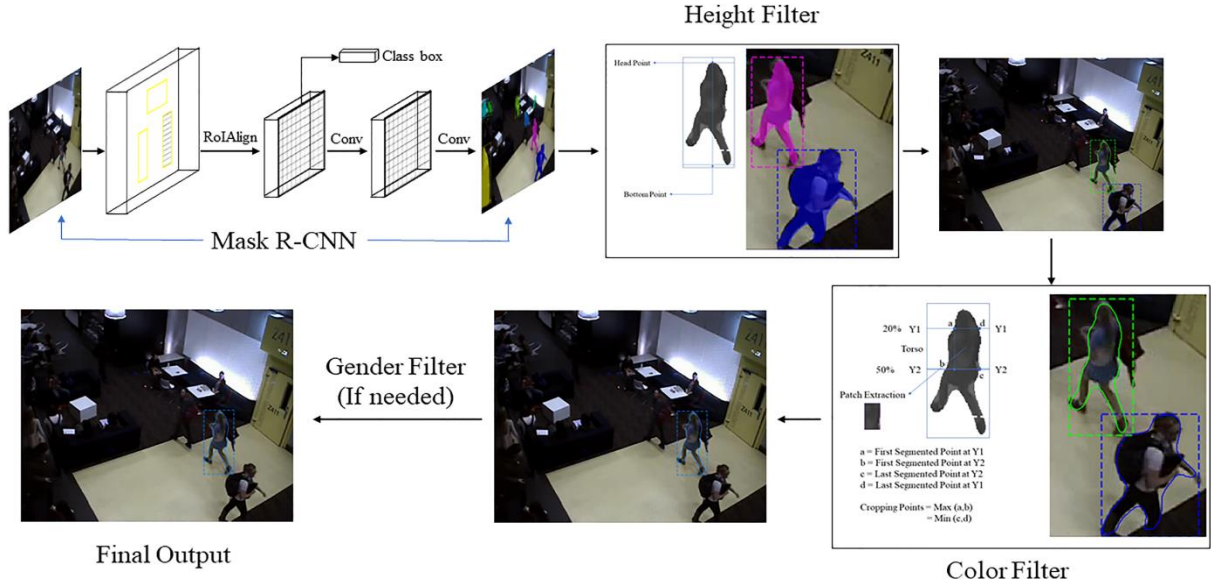 Height Filter
Class box
RoIAlign
Conv
Conv
Mask R-CNN
Head Point
Bottom Point
Z411
20% Y1 a d Y1
Torso
50% Y2 b c Y2
Patch Extraction
a = First Segmented Point at Y1
b = First Segmented Point at Y2
c = Last Segmented Point at Y2
d = Last Segmented Point at Y1
Cropping Points = Max (a,b)
= Min (c,d)
Color Filter
Gender Filter
(If needed)
Final Output